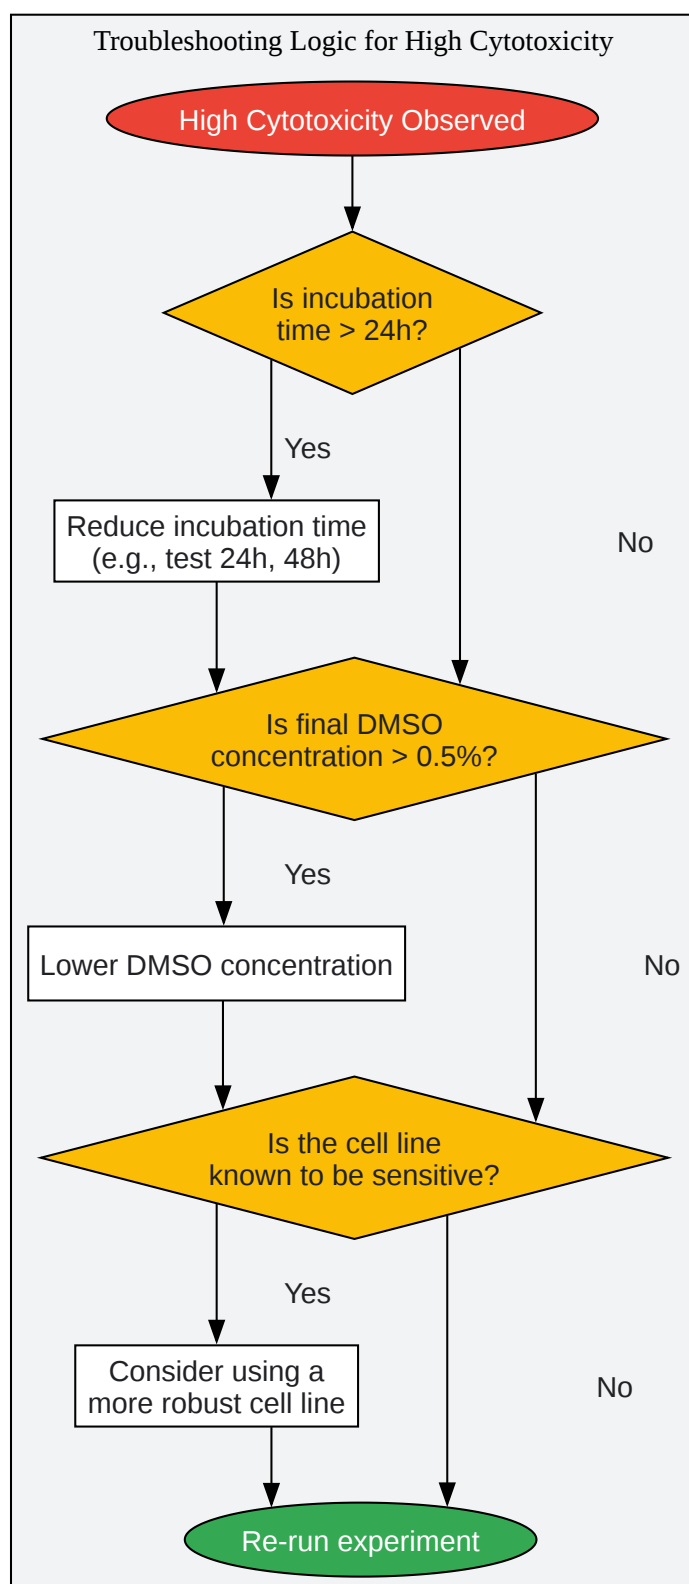 Troubleshooting Logic for High Cytotoxicity
High Cytotoxicity Observed
Is incubation
time > 24h?
Yes
Reduce incubation time
(e.g., test 24h, 48h)
No
Is final DMSO
concentration > 0.5%?
Yes
Lower DMSO concentration
No
Is the cell line
known to be sensitive?
Yes
Consider using a
more robust cell line
No
Re-run experiment